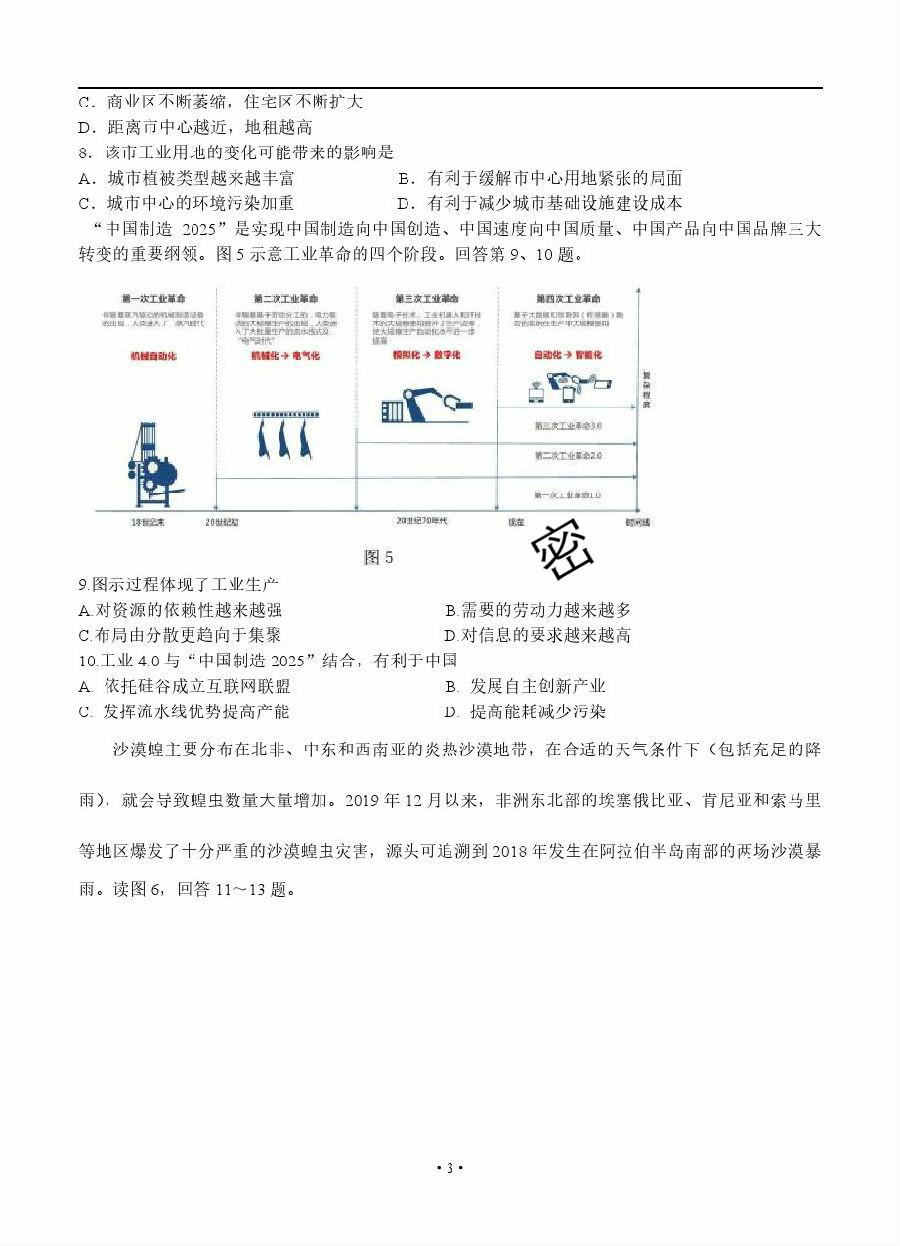 C．商业区不断萎缩，住宅区不断扩大
D．距离市中心越近，地租越高
8．该市工业用地的变化可能带来的影响是
A．城市植被类型越来越丰富 B．有利于缓解市中心用地紧张的局面
C．城市中心的环境污染加重 D．有利于减少城市基础设施建设成本
“中国制造 2025”是实现中国制造向中国创造、中国速度向中国质量、中国产品向中国品牌三大
转变的重要纲领。图 5 示意工业革命的四个阶段。回答第 9、10 题。
第一次工业革命 第二次工业革命 第三次工业革命 第四次工业革命
机械自动化 机械化→电气化 模拟化→数字化 自动化→智能化
复杂程度
第三次工业革命3.0
第二次工业革命2.0
第一次工业革命1.0
18世纪末 20世纪初 20世纪70年代 现在 时间线
图 5
密
9.图示过程体现了工业生产
A.对资源的依赖性越来越强 B.需要的劳动力越来越多
C.布局由分散更趋向于集聚 D.对信息的要求越来越高
10.工业 4.0 与“中国制造 2025”结合，有利于中国
A. 依托硅谷成立互联网联盟 B. 发展自主创新产业
C. 发挥流水线优势提高产能 D. 提高能耗减少污染
沙漠蝗主要分布在北非、中东和西南亚的炎热沙漠地带，在合适的天气条件下（包括充足的降
雨），就会导致蝗虫数量大量增加。2019 年 12 月以来，非洲东北部的埃塞俄比亚、肯尼亚和索马里
等地区爆发了十分严重的沙漠蝗虫灾害，源头可追溯到 2018 年发生在阿拉伯半岛南部的两场沙漠暴
雨。读图 6，回答 11～13 题。
• 3 •